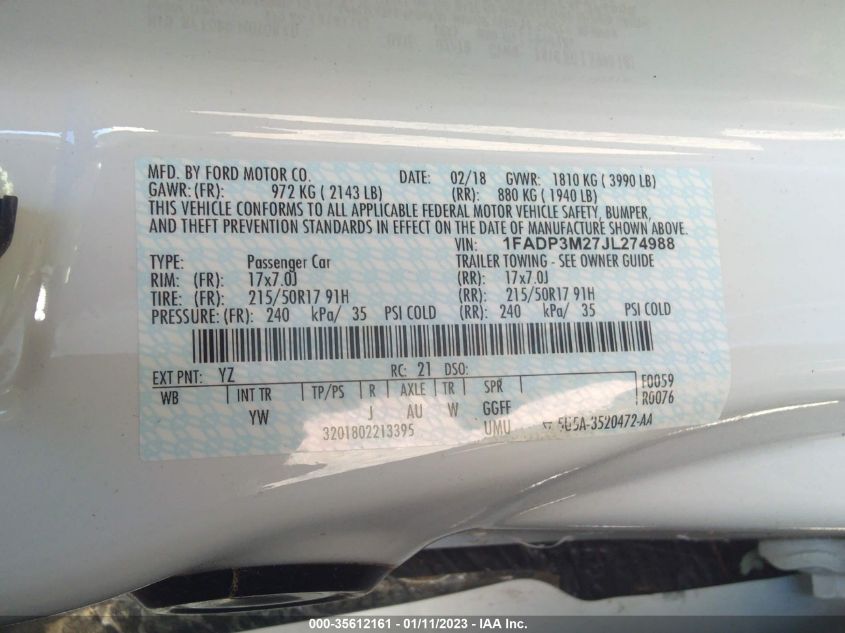 MFD. BY FORD MOTOR CO. DATE: 02/18 GVWR: 1810 KG ( 3990 LB)
GAWR: (FR): 972 KG ( 2143 LB) (RR): 880 KG ( 1940 LB)
THIS VEHICLE CONFORMS TO ALL APPLICABLE FEDERAL MOTOR VEHICLE SAFETY, BUMPER,
AND THEFT PREVENTION STANDARDS IN EFFECT ON THE DATE OF MANUFACTURE SHOWN ABOVE.
VIN: 1FADP3M27JL274988
TYPE: Passenger Car TRAILER TOWING - SEE OWNER GUIDE
RIM: (FR): 17x7.0J (RR): 17x7.0J
TIRE: (FR): 215/50R17 91H (RR): 215/50R17 91H
PRESSURE: (FR): 240 kPa/ 35 PSI COLD (RR): 240 kPa/ 35 PSI COLD
EXT PNT: YZ RC: 21 DSO:
WB INT TR TP/PS R AXLE TR SPR F0059
R0076
YW J AU W GGFF
3201802213395 UMU 5U5A-3520472-AA
000-35612161 - 01/11/2023 - © IAA Inc.